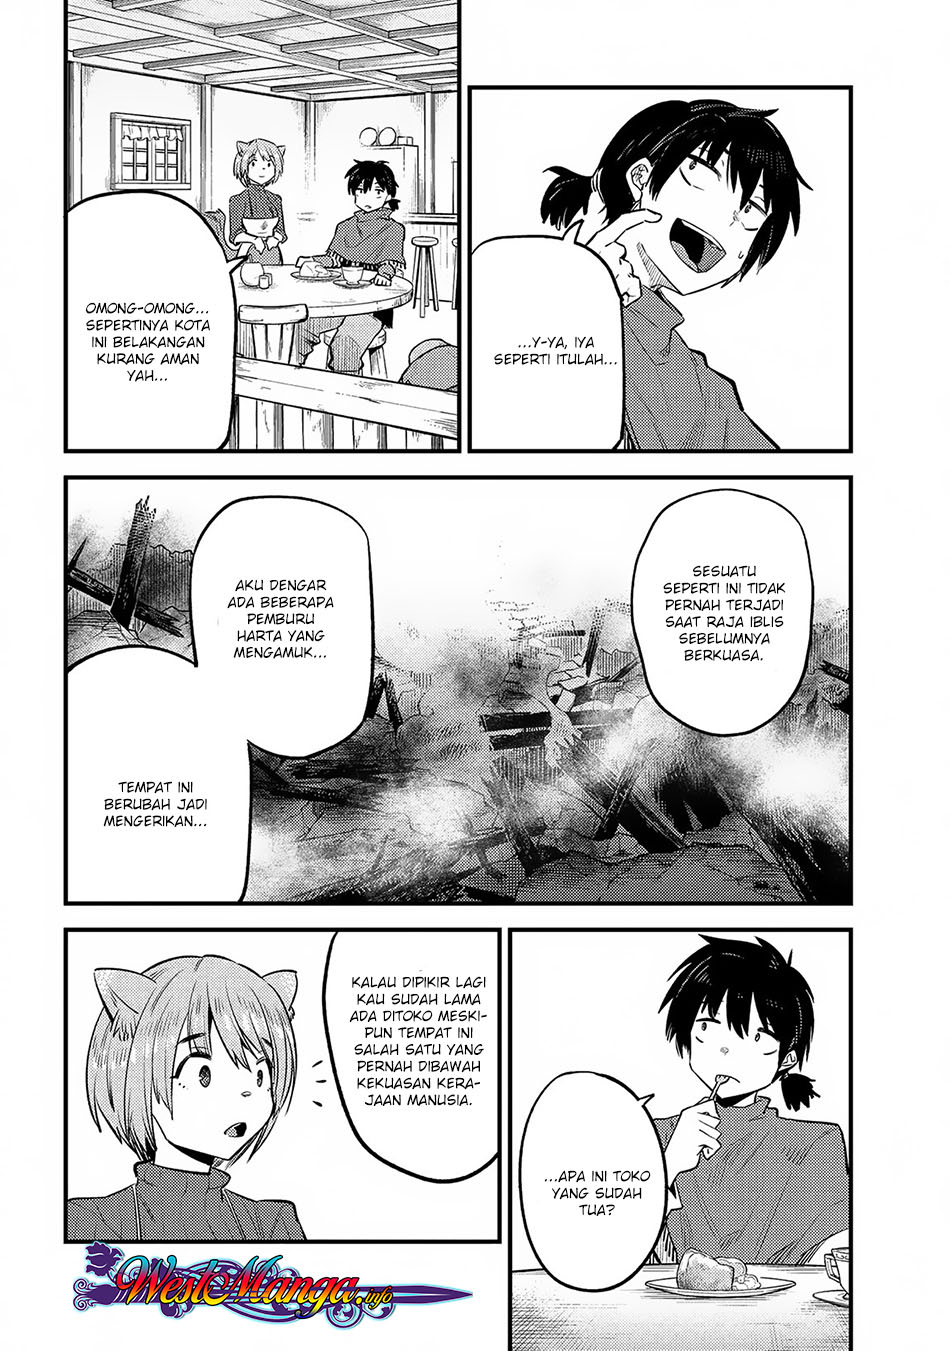 ...Y-YA, IYA
SEPERTI ITULAH...
OMONG-OMONG...
SEPERTINYA KOTA
INI BELAKANGAN
KURANG AMAN
YAH...
SESUATU
SEPERTI INI TIDAK
PERNAH TERJADI
SAAT RAJA IBLIS
SEBELUMNYA
BERKUASA.
AKU DENGAR
ADA BEBERAPA
PEMBURU
HARTA YANG
MENGAMUK...
TEMPAT INI
BERUBAH JADI
MENGERIKAN...
...APA INI TOKO
YANG SUDAH
TUA?
KALAU DIPIKIR LAGI
KAU SUDAH LAMA
ADA DITOKO MESKI-
PUN TEMPAT INI
SALAH SATU YANG
PERNAH DIBAWAH
KEKUASAN KERA-
JAAN MANUSIA.
WestManga.info